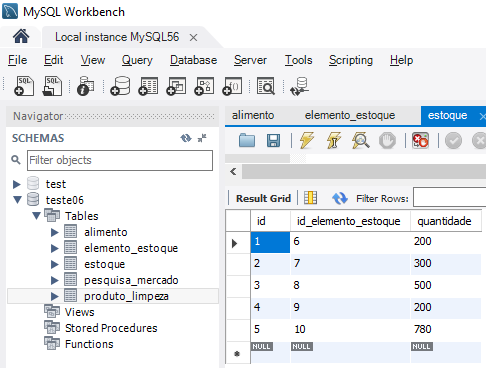 MySQL Workbench
Local instance MySQL56
File Edit View Query Database Server Tools Scripting Help
Navigator
SCHEMAS
Filter objects
test
teste06
Tables
alimento
elemento_estoque
estoque
pesquisa_mercado
produto_limpeza
Views
Stored Procedures
Functions
alimento elemento_estoque estoque
Result Grid Filter Rows:
id id_elemento_estoque quantidade
1 6 200
2 7 300
3 8 500
4 9 200
5 10 780
NULL NULL NULL